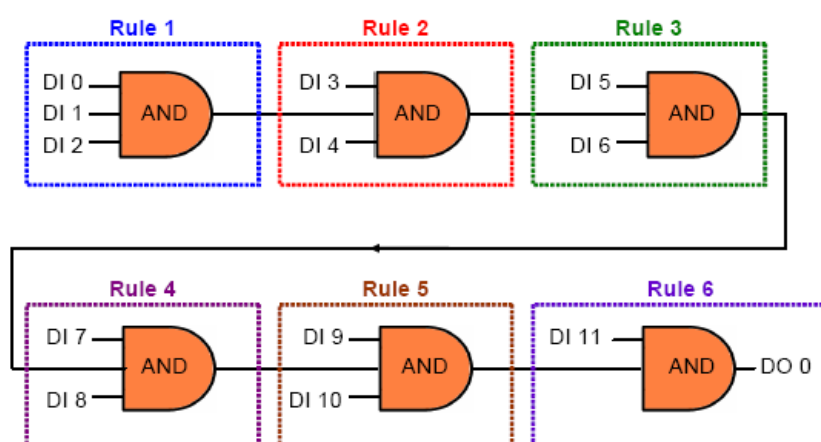 Rule 1
DI 0
DI 1
DI 2
AND
Rule 2
DI 3
DI 4
AND
Rule 3
DI 5
DI 6
AND
Rule 4
DI 7
DI 8
AND
Rule 5
DI 9
DI 10
AND
Rule 6
DI 11
AND
DO 0